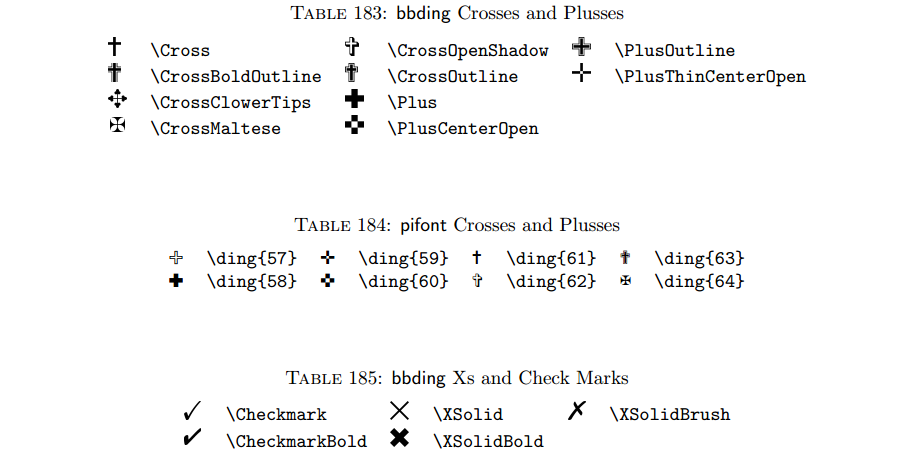 TABLE 183: bbding Crosses and Plusses
✝ \Cross ✞ \CrossOpenShadow 🞦 \PlusOutline
✟ \CrossBoldOutline ✟ \CrossOutline ✛ \PlusThinCenterOpen
✣ \CrossClowerTips ✚ \Plus
✠ \CrossMaltese ✜ \PlusCenterOpen
TABLE 184: pifont Crosses and Plusses
✙ \ding{57} ✛ \ding{59} ✝ \ding{61} ✟ \ding{63}
✚ \ding{58} ✜ \ding{60} ✞ \ding{62} ✠ \ding{64}
TABLE 185: bbding Xs and Check Marks
✓ \Checkmark ✕ \XSolid ✗ \XSolidBrush
✔ \CheckmarkBold ✖ \XSolidBold